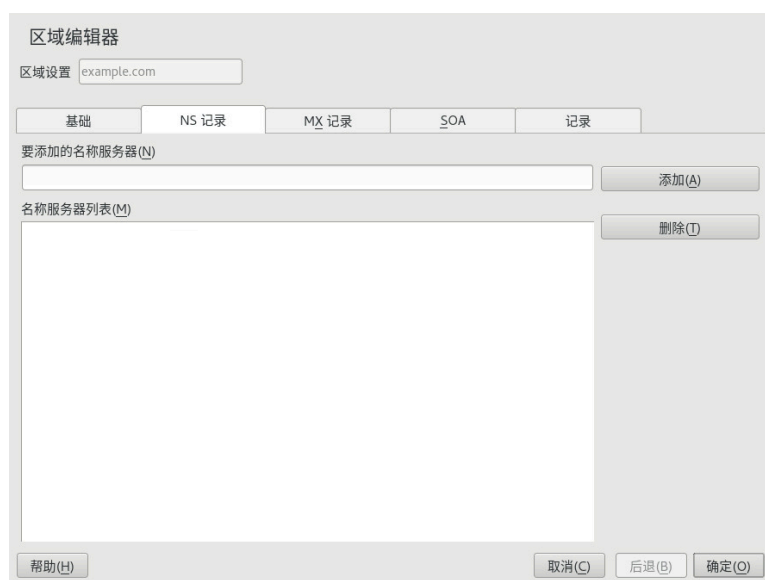 区域编辑器
区域设置 example.com
基础 NS 记录 MX 记录 SOA 记录
要添加的名称服务器(N)
添加(A)
名称服务器列表(M)
删除(T)
帮助(H) 取消(C) 后退(B) 确定(O)